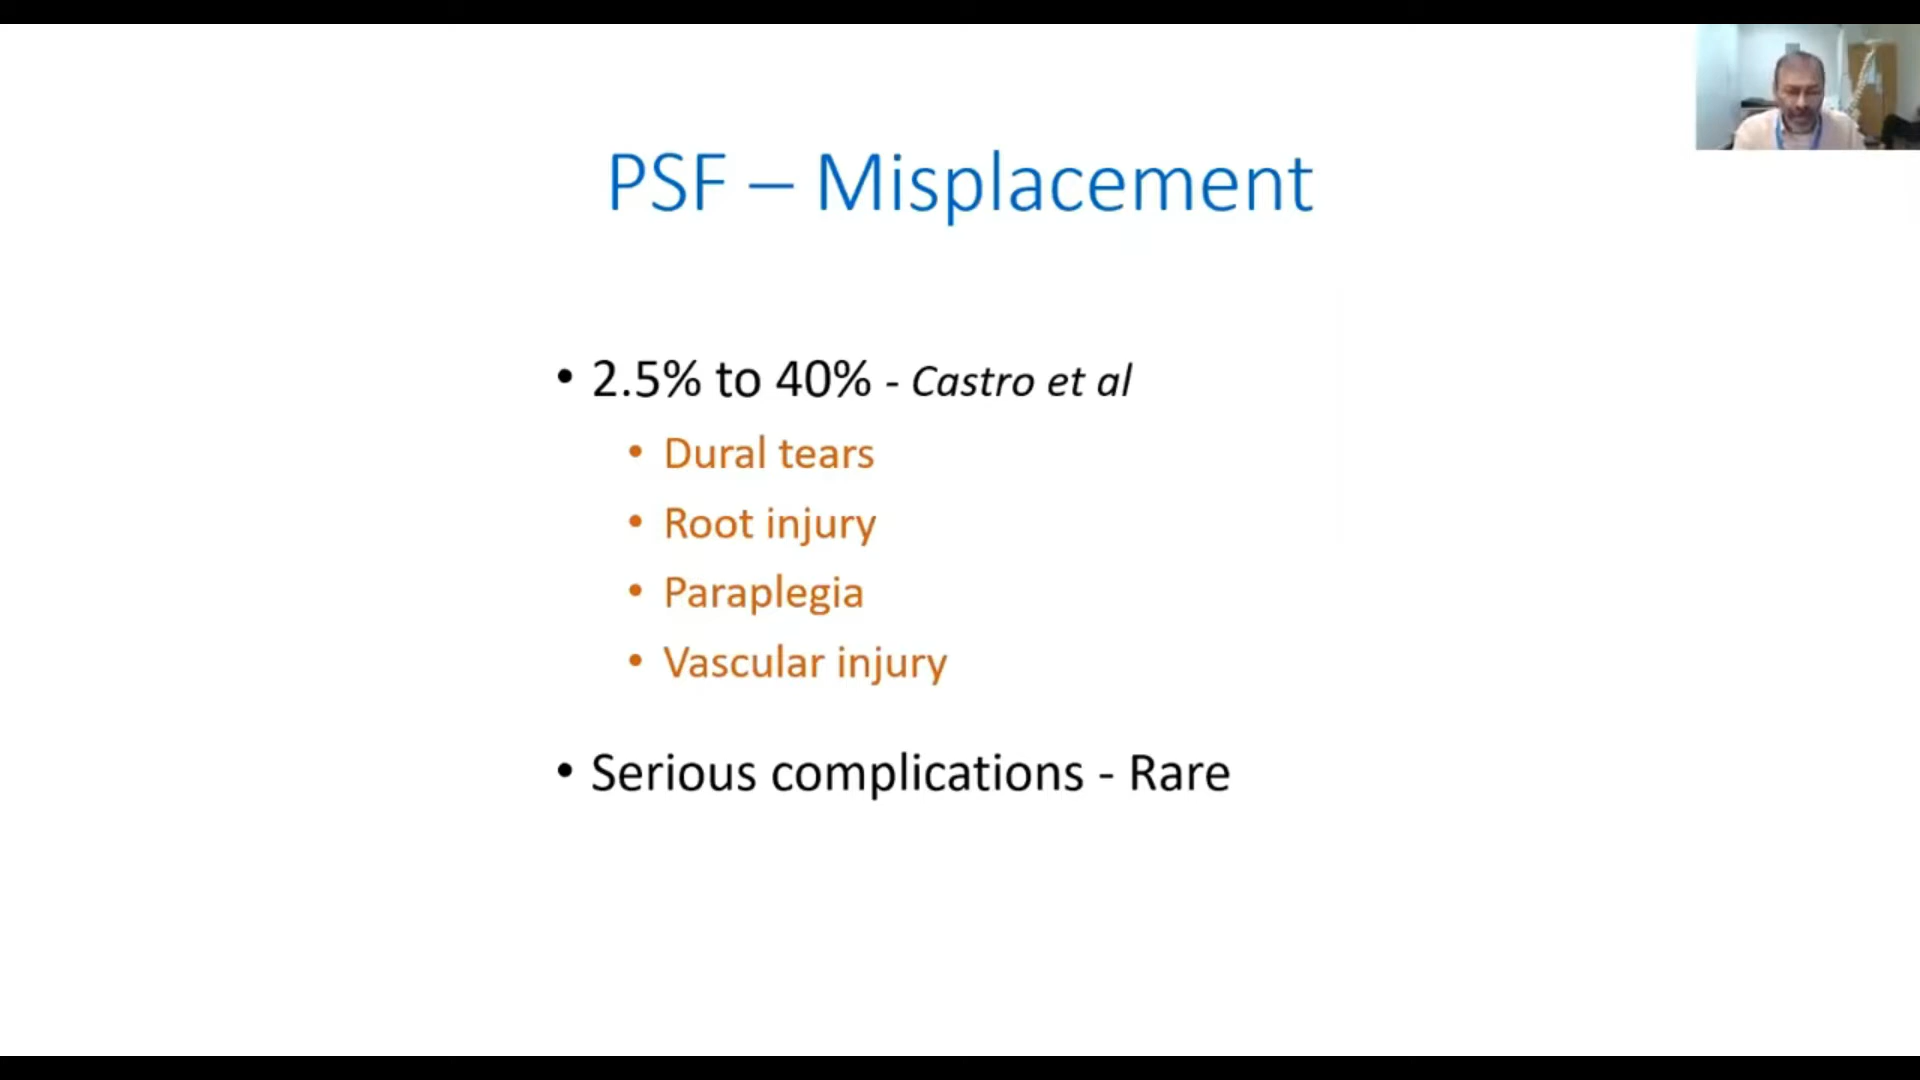 PSF – Misplacement
• 2.5% to 40% - Castro et al
• Dural tears
• Root injury
• Paraplegia
• Vascular injury
• Serious complications - Rare